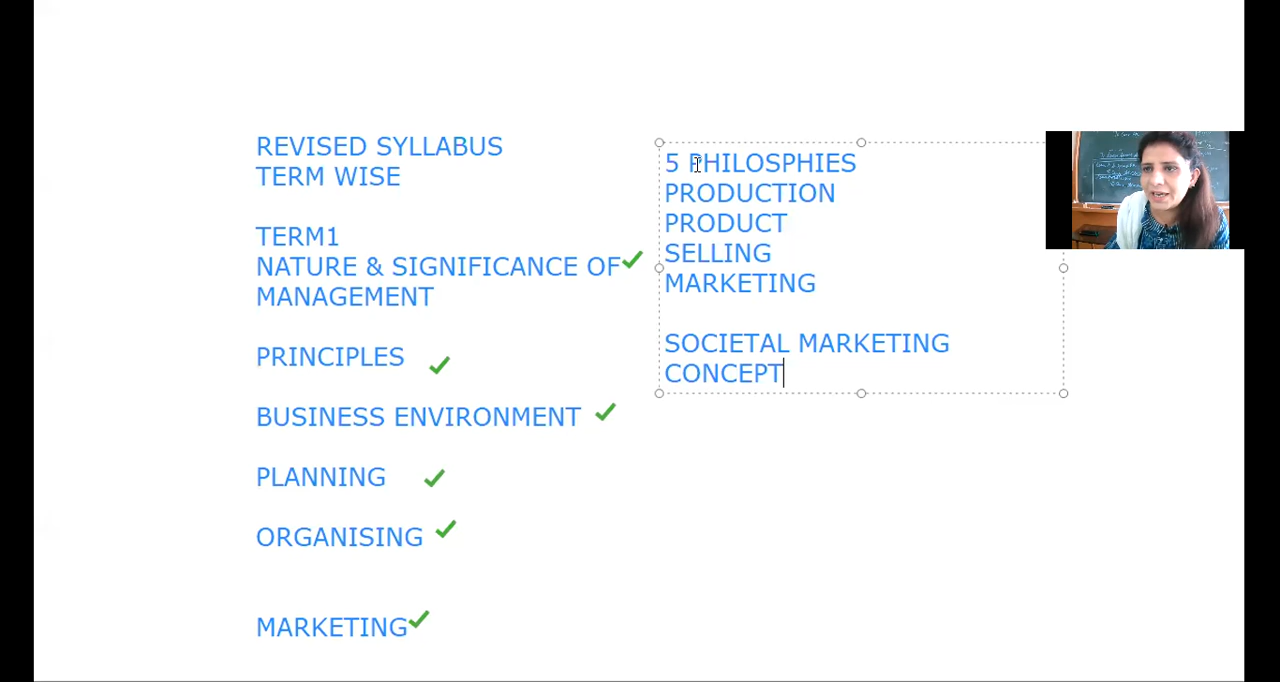 REVISED SYLLABUS
TERM WISE
TERM1
NATURE & SIGNIFICANCE OF
MANAGEMENT
PRINCIPLES
BUSINESS ENVIRONMENT
PLANNING
ORGANISING
MARKETING
5 PHILOSPHIES
PRODUCTION
PRODUCT
SELLING
MARKETING
SOCIETAL MARKETING
CONCEPT